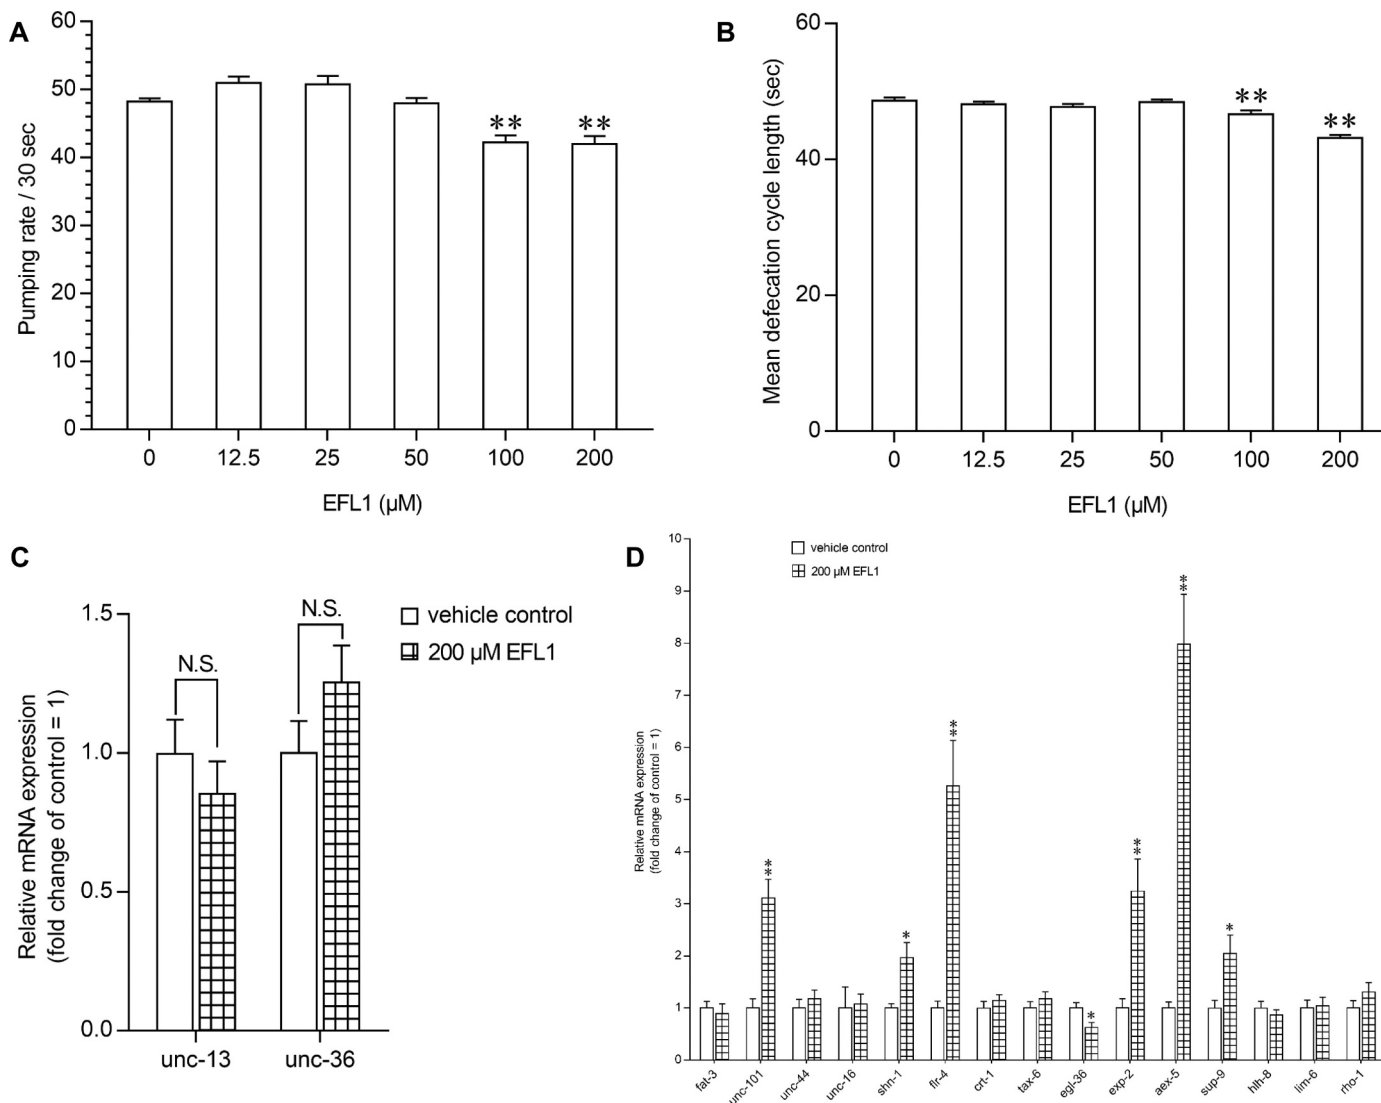 A
Pumping rate / 30 sec
60
50
40
30
20
10
0
** **
0 12.5 25 50 100 200
EFL1 (µM)
B
Mean defecation cycle length (sec)
60
40
20
0
** **
0 12.5 25 50 100 200
EFL1 (µM)
C
Relative mRNA expression
(fold change of control = 1)
1.5
1.0
0.5
0.0
N.S. N.S.
vehicle control
200 µM EFL1
unc-13 unc-36
D
Relative mRNA expression
(fold change of control = 1)
10
9
8
7
6
5
4
3
2
1
0
vehicle control
200 µM EFL1
** * ** * ** ** *
fat-3 unc-101 unc-44 unc-16 shn-1 flr-4 crt-1 tax-6 egl-36 exp-2 aex-5 sup-9 hlh-8 lim-6 rho-1